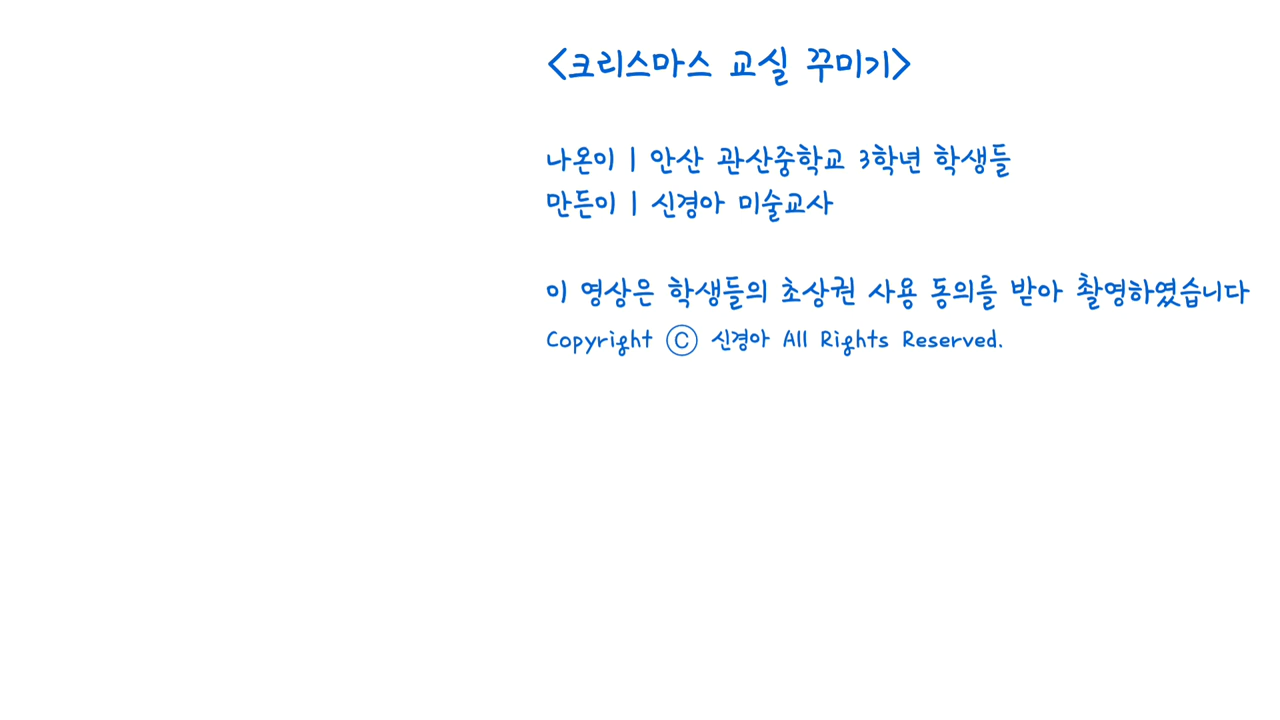 <크리스마스 교실 꾸미기>
나온이 | 안산 관산중학교 3학년 학생들
만든이 | 신경아 미술교사
이 영상은 학생들의 초상권 사용 동의를 받아 촬영하였습니다
Copyright ⓒ 신경아 All Rights Reserved.